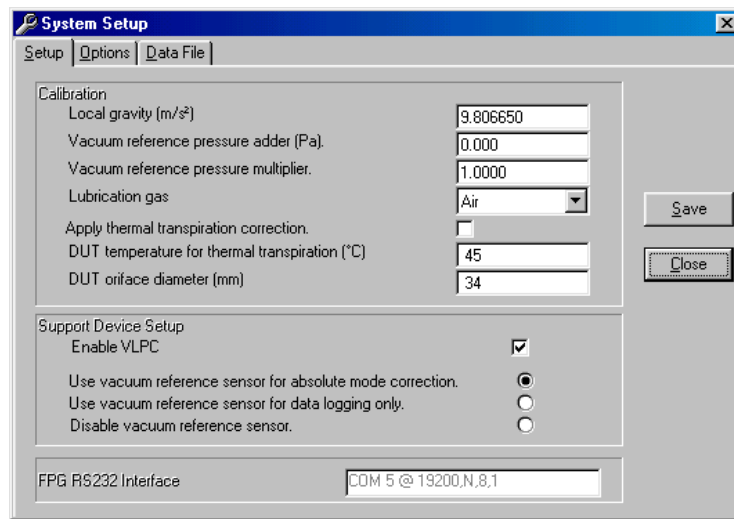 System Setup
Setup Options Data File
Calibration
Local gravity (m/s²) 9.806650
Vacuum reference pressure adder (Pa). 0.000
Vacuum reference pressure multiplier. 1.0000
Lubrication gas Air
Apply thermal transpiration correction.
DUT temperature for thermal transpiration (°C) 45
DUT oriface diameter (mm) 34
Save
Close
Support Device Setup
Enable VLPC
Use vacuum reference sensor for absolute mode correction.
Use vacuum reference sensor for data logging only.
Disable vacuum reference sensor.
FPG RS232 Interface COM 5 @ 19200,N,8,1